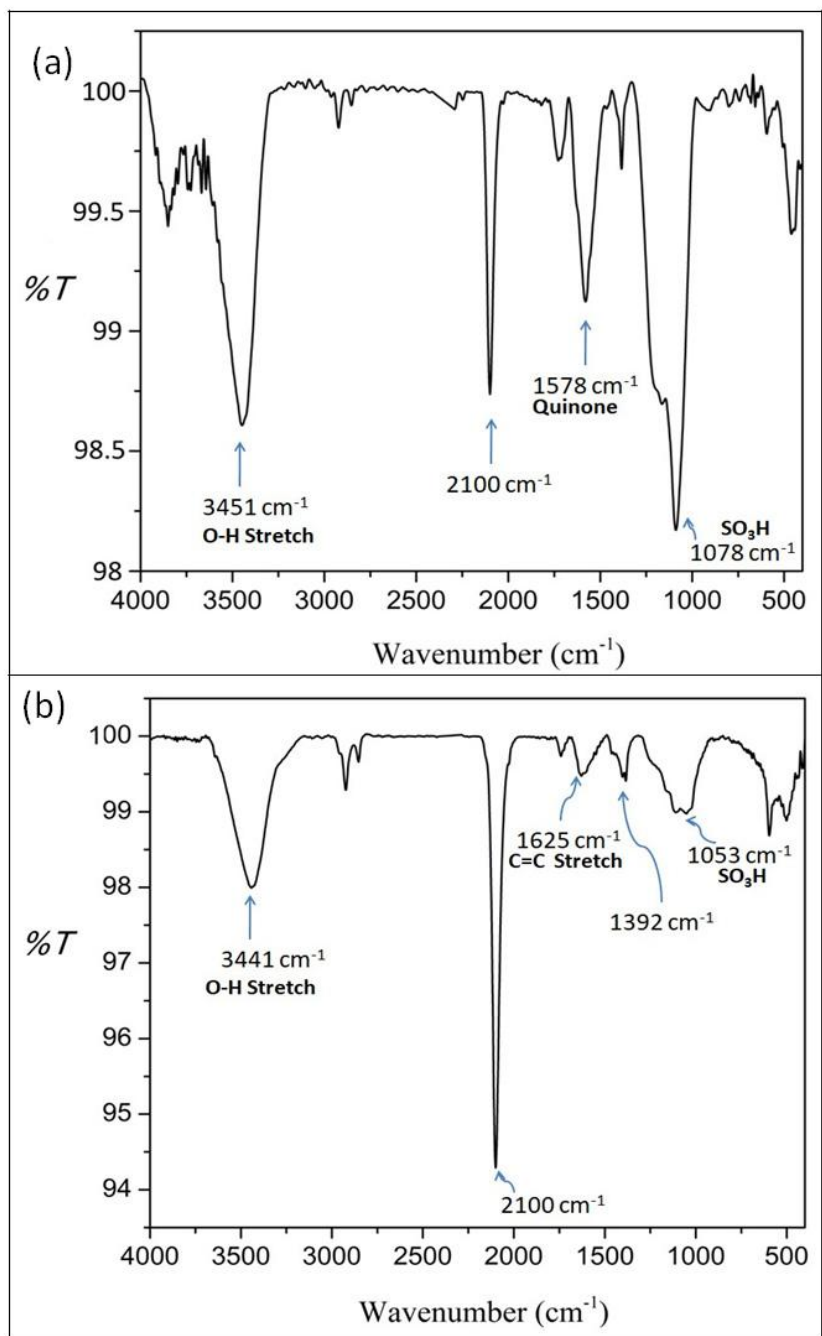 (a)
100
99.5
%T
99
98.5
98
3451 cm⁻¹
O-H Stretch
2100 cm⁻¹
1578 cm⁻¹
Quinone
SO₃H
1078 cm⁻¹
4000 3500 3000 2500 2000 1500 1000 500
Wavenumber (cm⁻¹)
(b)
100
99
98
%T
97
96
95
94
3441 cm⁻¹
O-H Stretch
2100 cm⁻¹
1625 cm⁻¹
C=C Stretch
1392 cm⁻¹
1053 cm⁻¹
SO₃H
4000 3500 3000 2500 2000 1500 1000 500
Wavenumber (cm⁻¹)